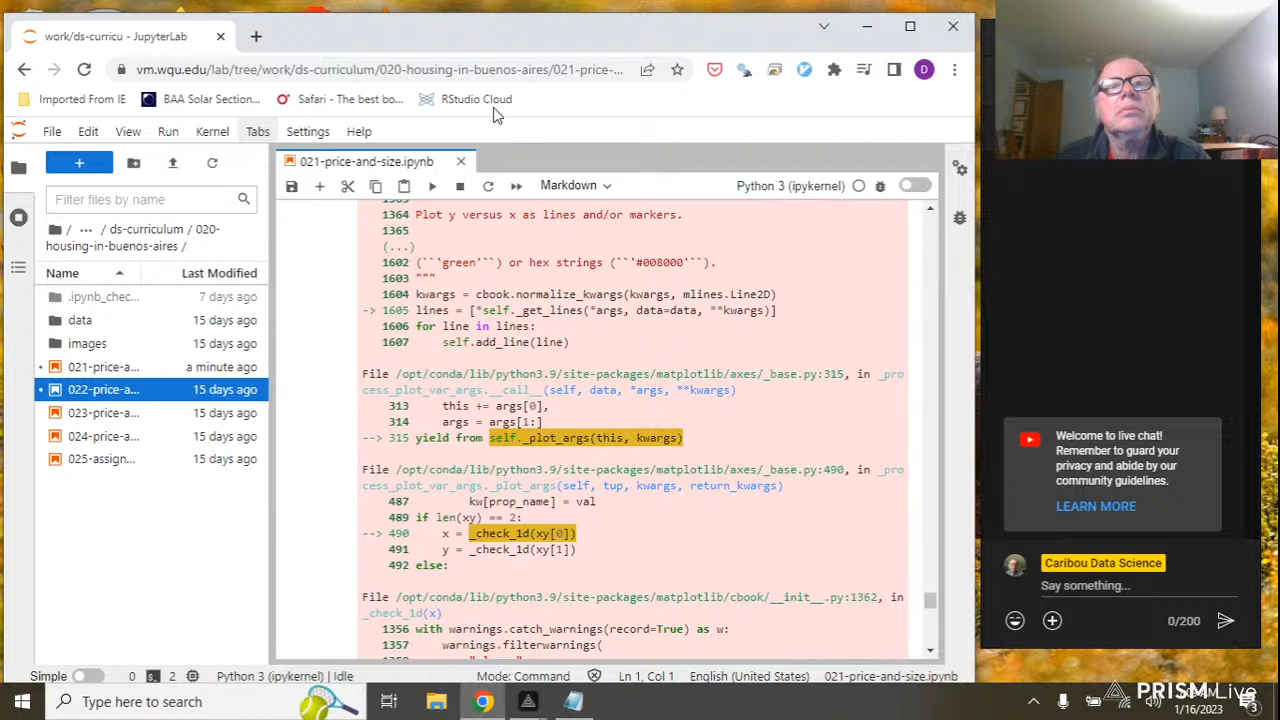 work/ds-curricu - JupyterLab
vm.wqu.edu/lab/tree/work/ds-curriculum/020-housing-in-buenos-aires/021-price-...
D
Imported From IE
BAA Solar Section...
Safari - The best bo...
RStudio Cloud
File Edit View Run Kernel Tabs Settings Help
021-price-and-size.ipynb
Markdown
Python 3 (ipykernel)
Filter files by name
/ ... / ds-curriculum / 020-
housing-in-buenos-aires /
Name Last Modified
.ipynb_chec... 7 days ago
data 15 days ago
images 15 days ago
021-price-a... a minute ago
022-price-a... 15 days ago
023-price-a... 15 days ago
024-price-a... 15 days ago
025-assign... 15 days ago
1364 Plot y versus x as lines and/or markers.
1365
(...)
1602 (``'green'``) or hex strings (``'#008000'``).
1603 """
1604 kwargs = cbook.normalize_kwargs(kwargs, mlines.Line2D)
-> 1605 lines = [*self._get_lines(*args, data=data, **kwargs)]
1606 for line in lines:
1607 self.add_line(line)
File /opt/conda/lib/python3.9/site-packages/matplotlib/axes/_base.py:315, in _pro
cess_plot_var_args.__call__(self, data, *args, **kwargs)
313 this += args[0],
314 args = args[1:]
--> 315 yield from self._plot_args(this, kwargs)
File /opt/conda/lib/python3.9/site-packages/matplotlib/axes/_base.py:490, in _pro
cess_plot_var_args._plot_args(self, tup, kwargs, return_kwargs)
487 kw[prop_name] = val
489 if len(xy) == 2:
--> 490 x = _check_1d(xy[0])
491 y = _check_1d(xy[1])
492 else:
File /opt/conda/lib/python3.9/site-packages/matplotlib/cbook/__init__.py:1362, in
_check_1d(x)
1356 with warnings.catch_warnings(record=True) as w:
1357 warnings.filterwarnings(
Simple 0 2 Python 3 (ipykernel) | Idle Mode: Command Ln 1, Col 1 English (United States) 021-price-and-size.ipynb
Welcome to live chat!
Remember to guard your
privacy and abide by our
community guidelines.
LEARN MORE
Caribou Data Science
Say something...
0/200
Type here to search
PRISM Live
1/16/2023
3